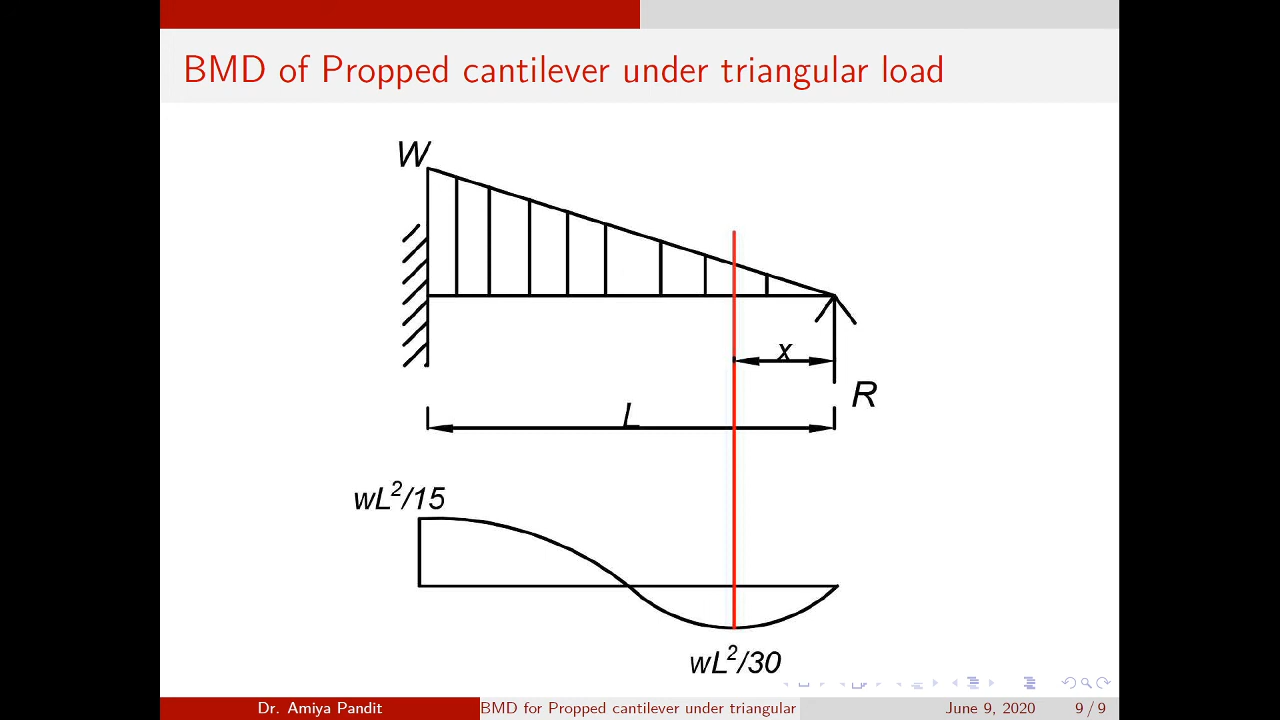 BMD of Propped cantilever under triangular load
W
x
R
L
wL²/15
wL²/30
Dr. Amiya Pandit BMD for Propped cantilever under triangular June 9, 2020 9 / 9